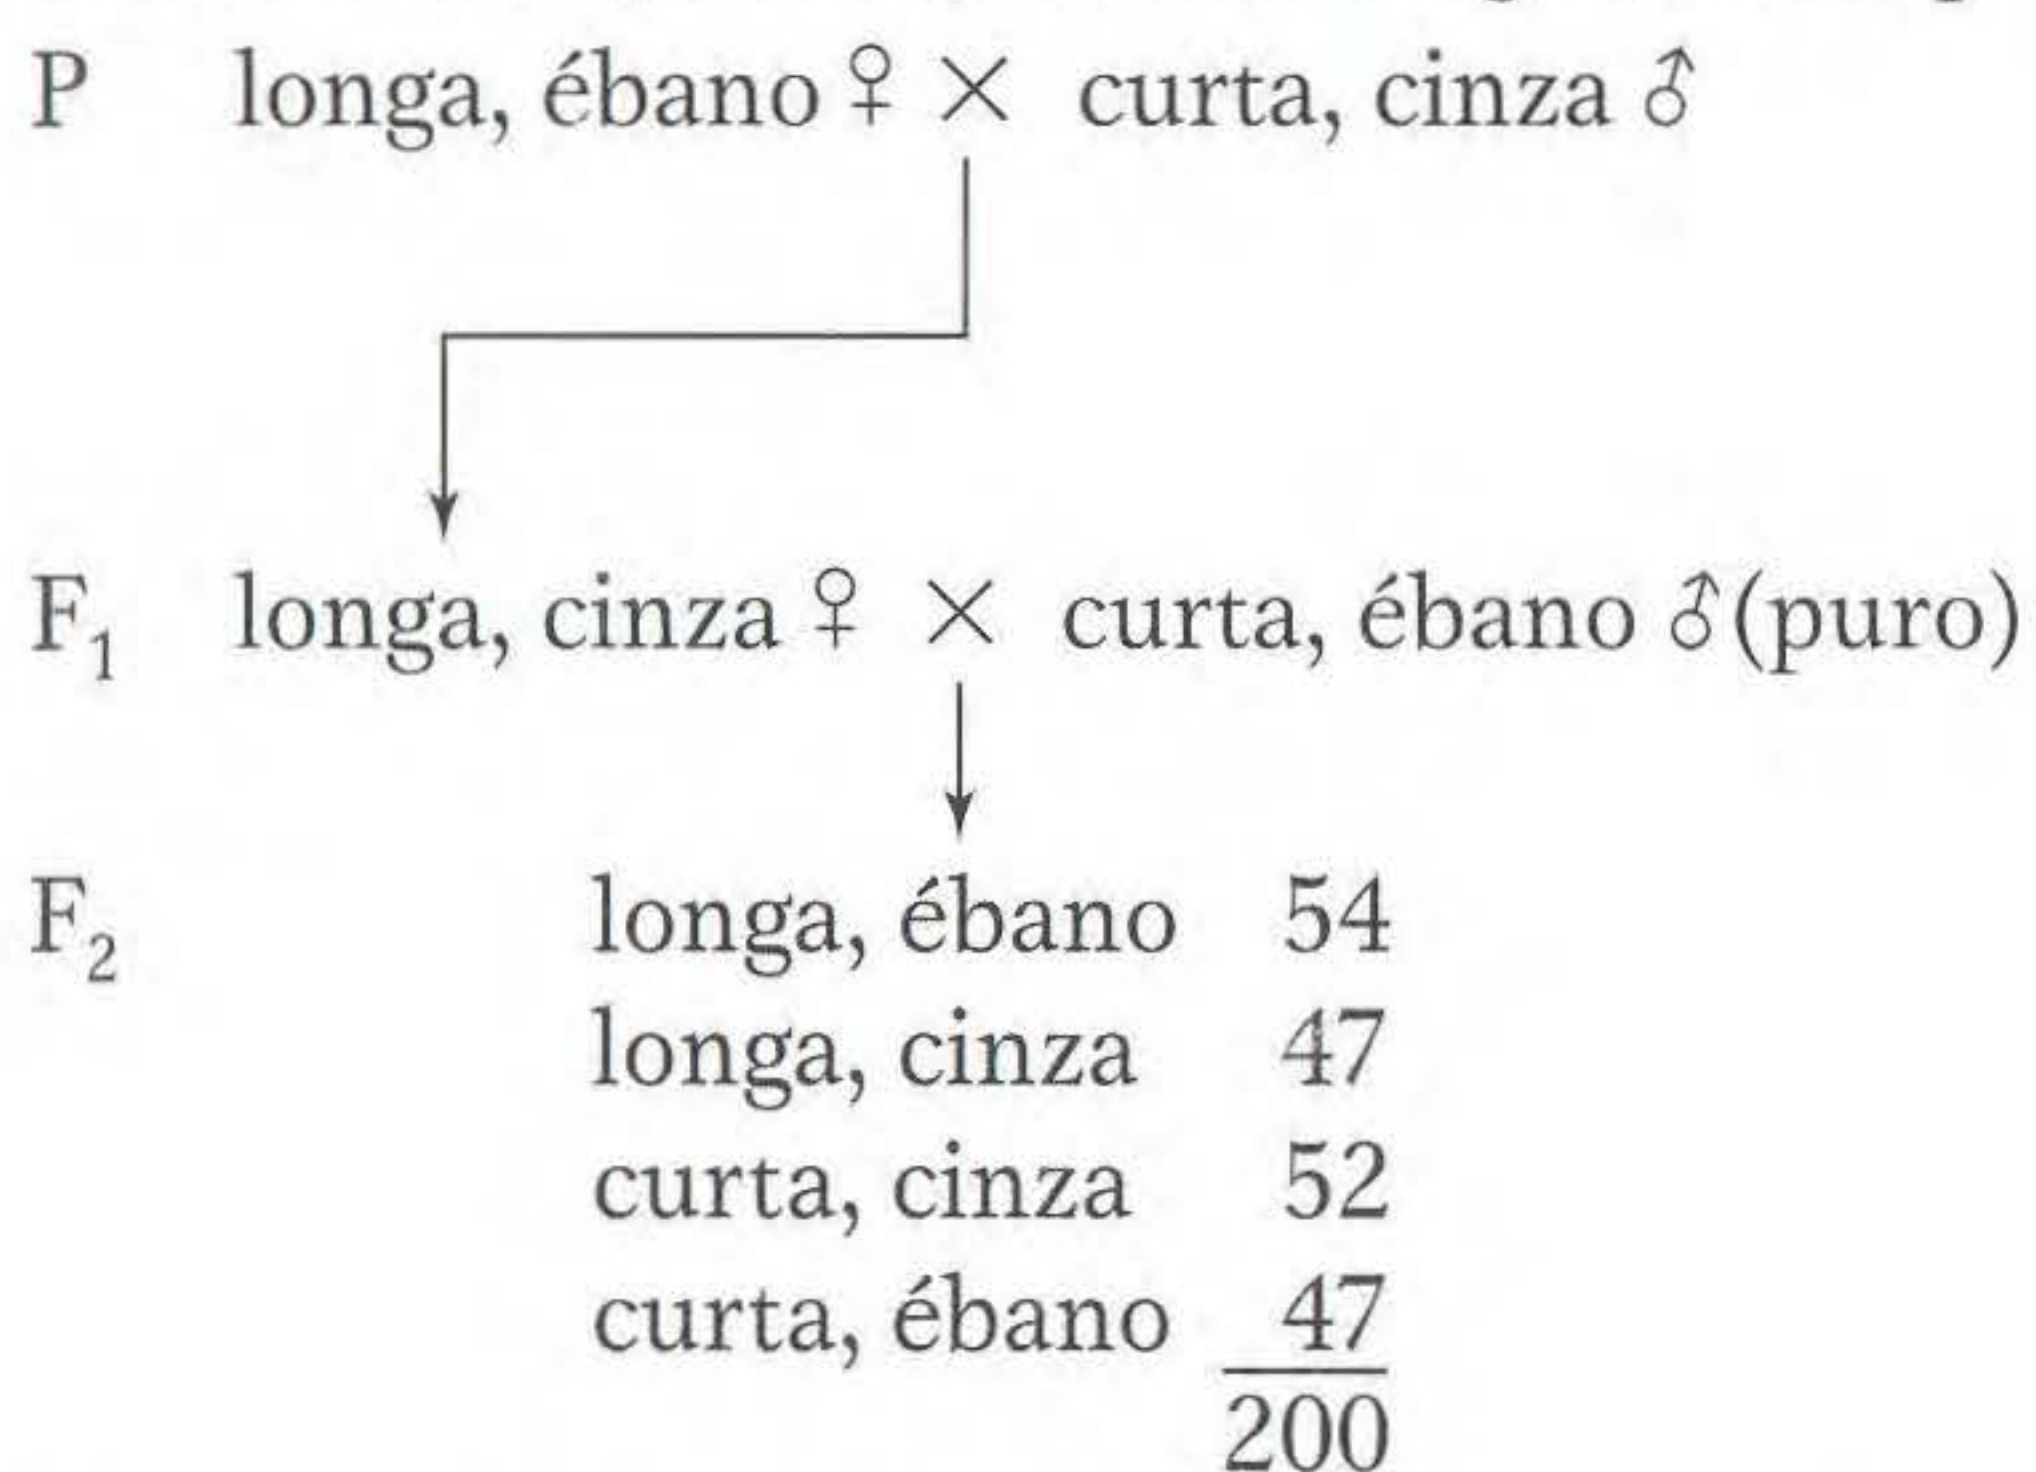 P longa, ébano ♀ × curta, cinza ♂
F₁ longa, cinza ♀ × curta, ébano ♂ (puro)
F₂ longa, ébano 54
longa, cinza 47
curta, cinza 52
curta, ébano 47
200